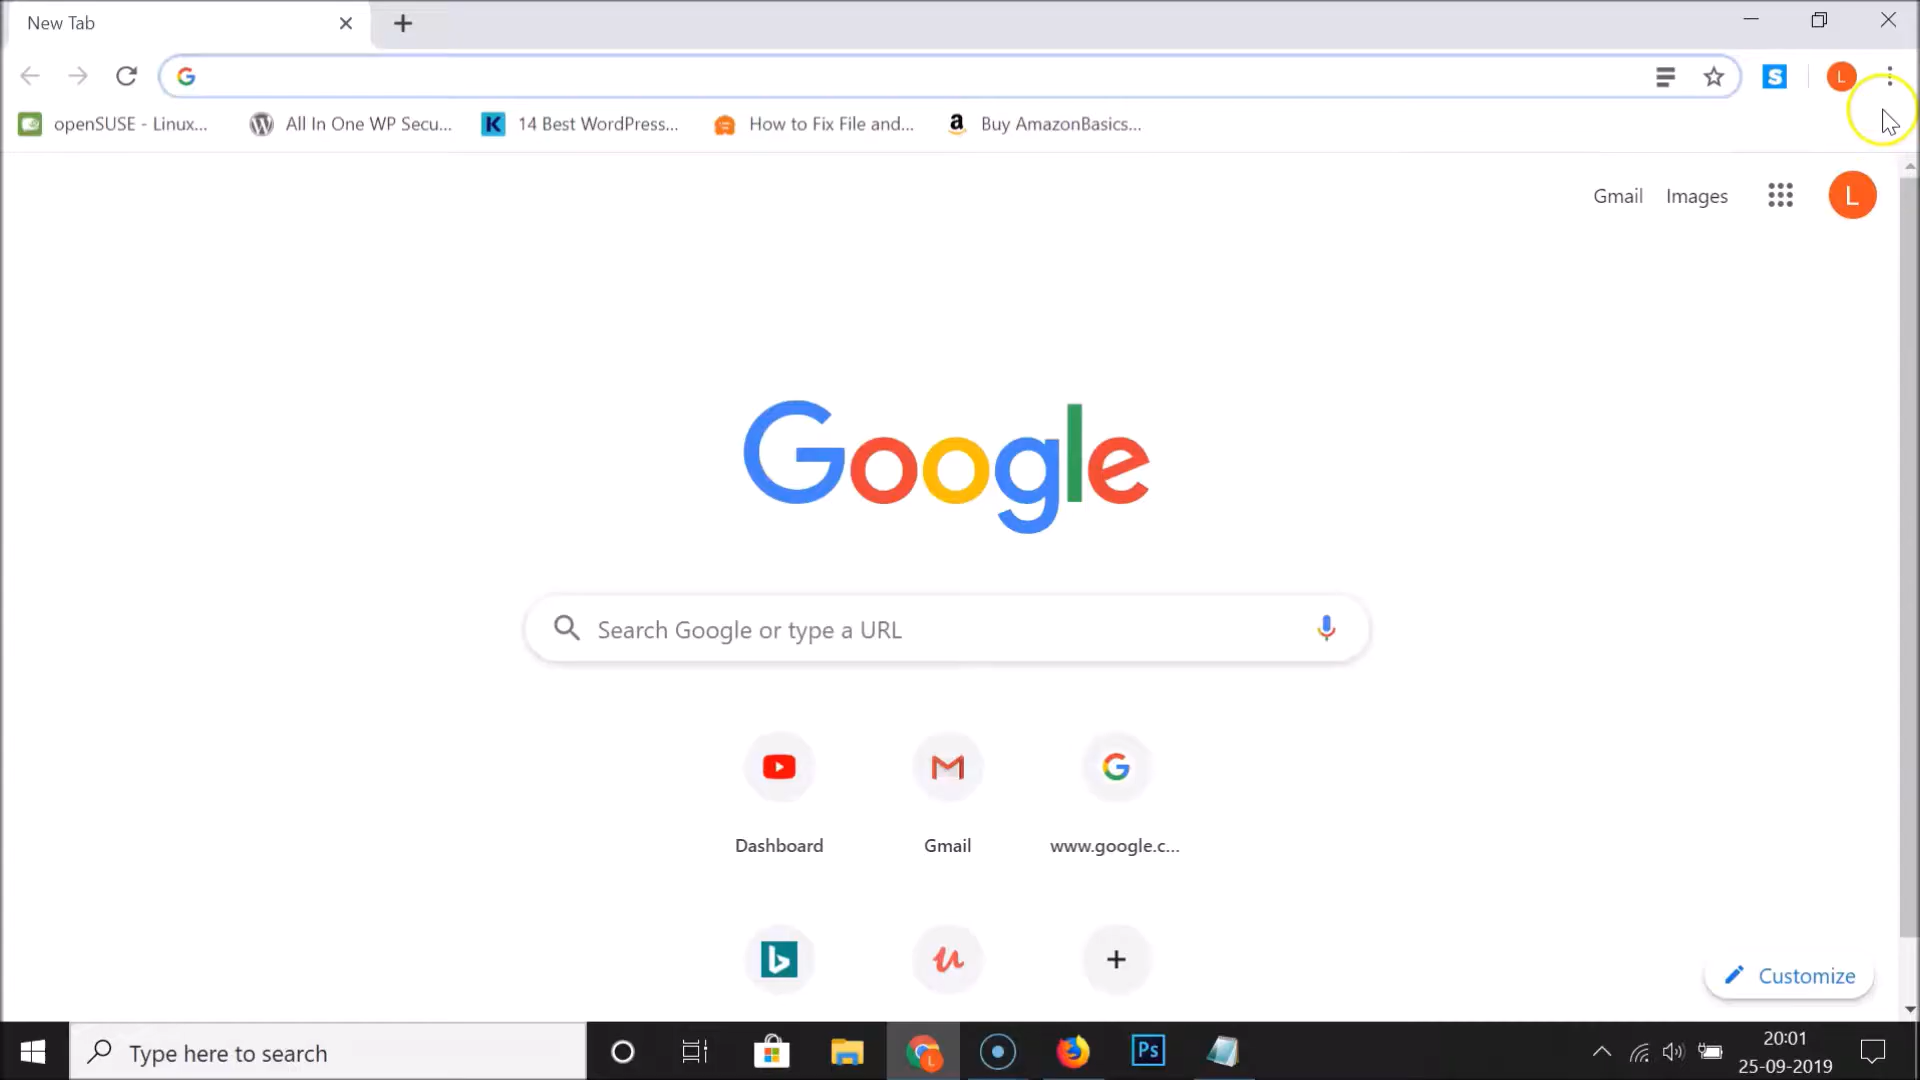 New Tab
L
openSUSE - Linux...
All In One WP Secu...
K
14 Best WordPress...
How to Fix File and...
a
Buy AmazonBasics...
S
Gmail
Images
L
Google
Search Google or type a URL
Dashboard
Gmail
www.google.c...
Customize
Type here to search
L
Ps
20:01
25-09-2019